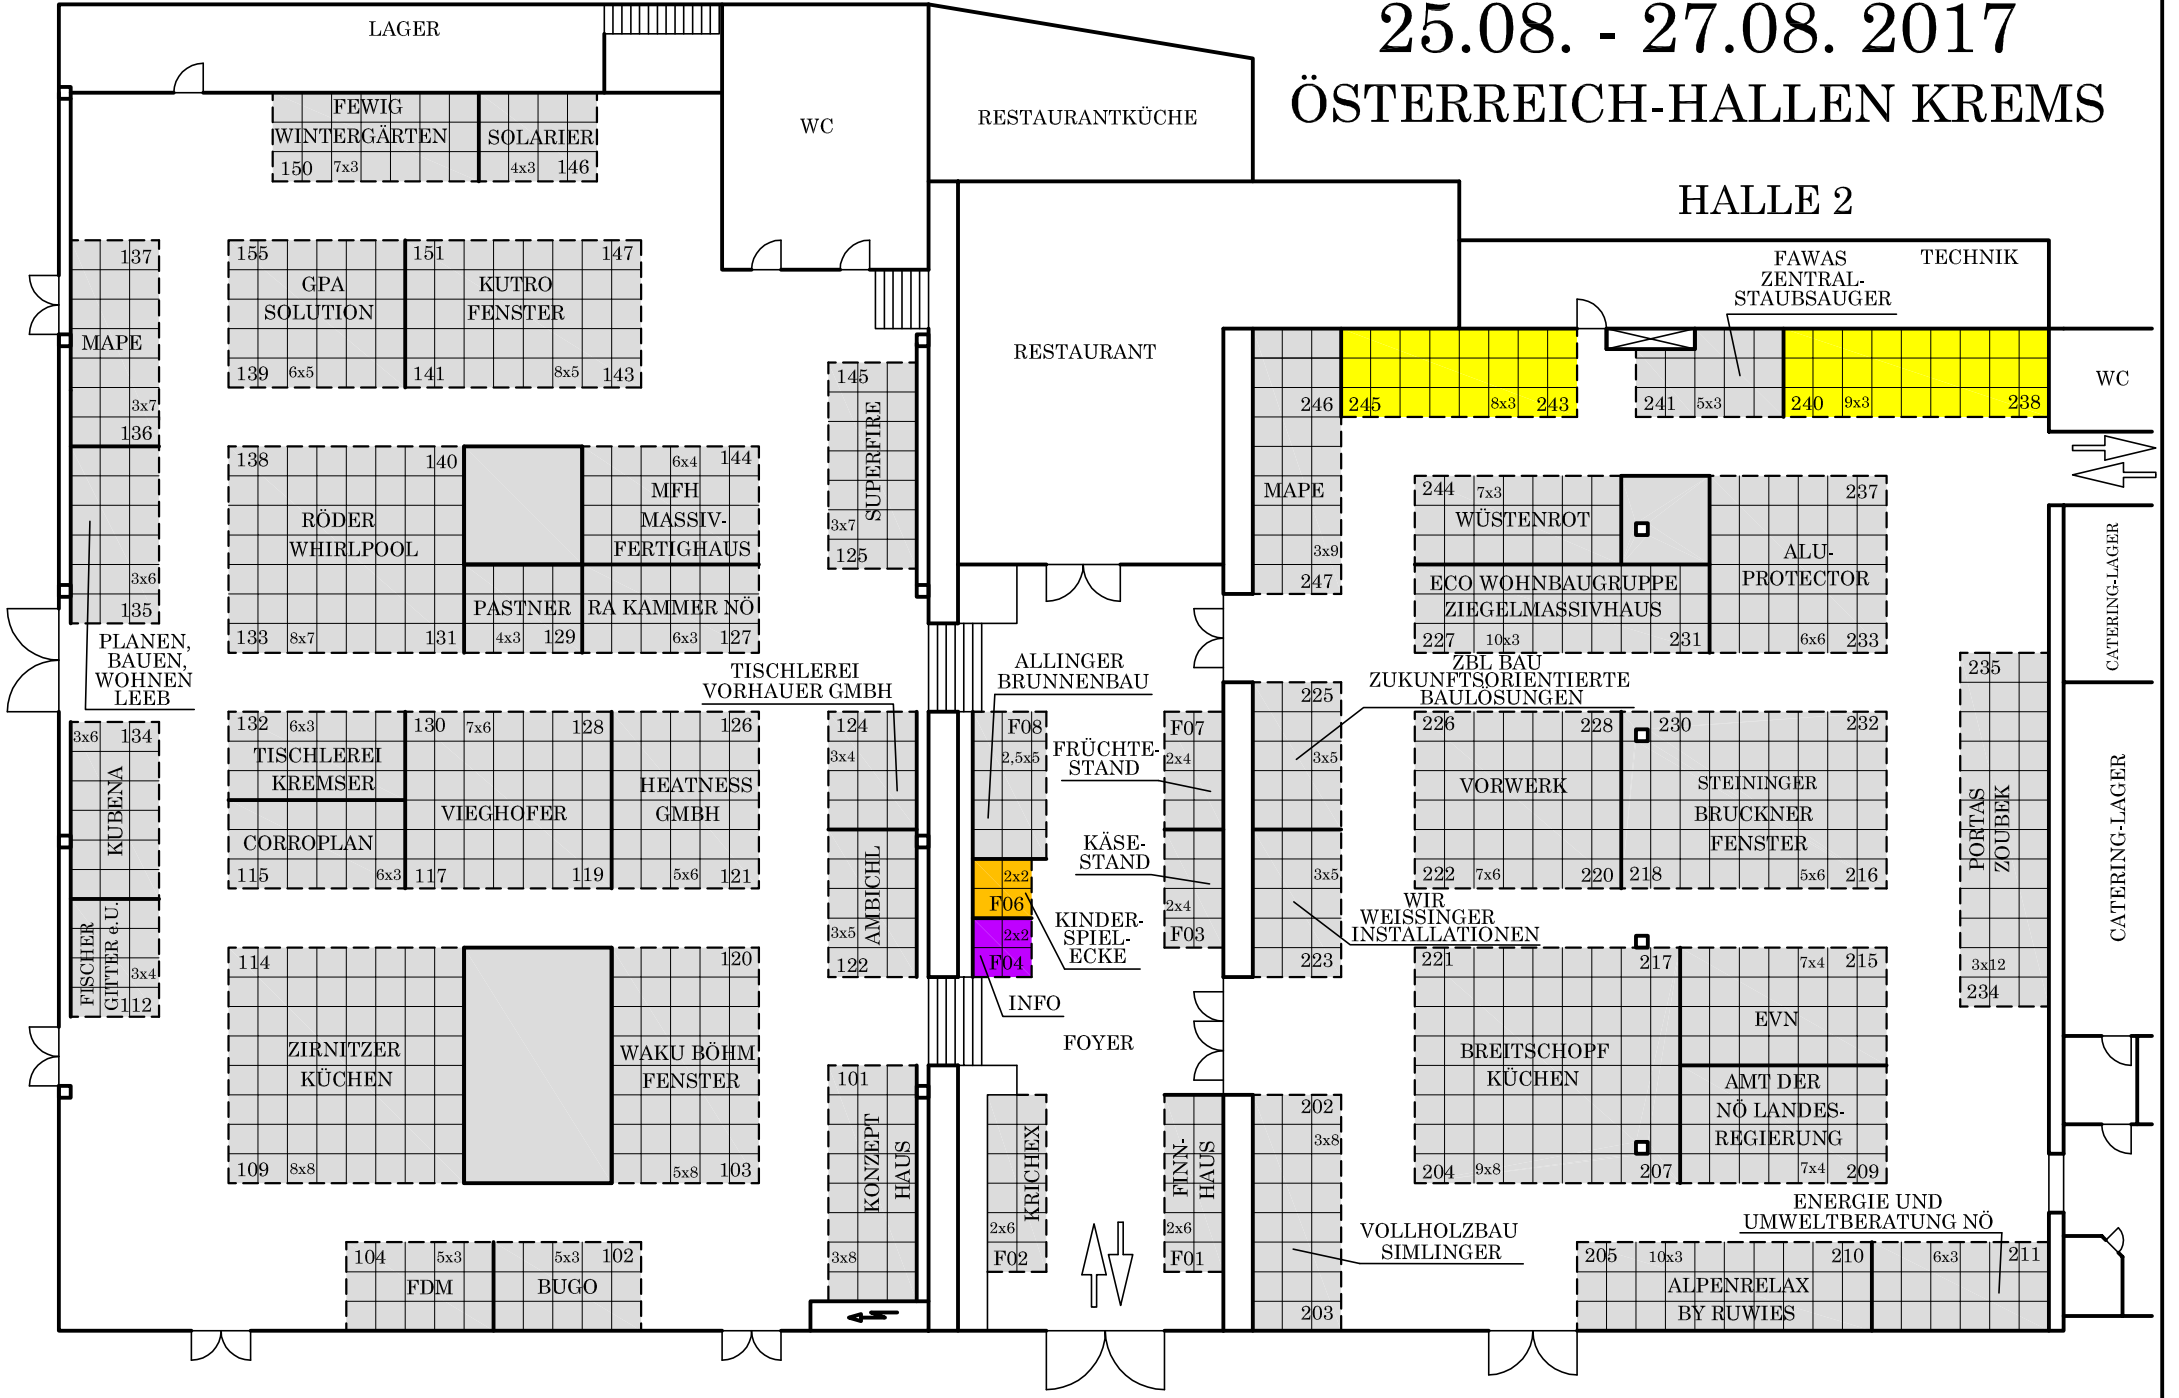 25.08. - 27.08. 2017
ÖSTERREICH-HALLEN KREMS
HALLE 2
LAGER
WC
RESTAURANTKÜCHE
RESTAURANT
TECHNIK
FAWAS
ZENTRAL-
STAUBSAUGER
WC
FEWIG
WINTERGÄRTEN
150 7x3
SOLARIER
4x3 146
137
MAPE
3x7
136
3x6
135
PLANEN,
BAUEN,
WOHNEN
LEEB
155
GPA
SOLUTION
139 6x5
151 147
KUTRO
FENSTER
141 8x5 143
145
SUPERFIRE
3x7
125
138 140
RÖDER
WHIRLPOOL
133 8x7 131
6x4 144
MFH
MASSIV-
FERTIGHAUS
PASTNER
4x3 129
RA KAMMER NÖ
6x3 127
TISCHLEREI
VORHAUER GMBH
3x6 134
KUBENA
FISCHER
GITTER e.U.
3x4
112
132 6x3
TISCHLEREI
KREMSER
CORROPLAN
115 6x3
130 7x6 128
VIEGHOFER
117 119
126
HEATNESS
GMBH
5x6 121
124
3x4
AMBICHL
3x5
122
114
ZIRNITZER
KÜCHEN
109 8x8
120
WAKU BÖHM
FENSTER
5x8 103
101
KONZEPT
HAUS
3x8
104 5x3
FDM
5x3 102
BUGO
ALLINGER
BRUNNENBAU
F08
2,5x5
2x2
F06
2x2
F04
KINDER-
SPIEL-
ECKE
INFO
FOYER
FRÜCHTE-
STAND
F07
2x4
KÄSE-
STAND
2x4
F03
KRICHEX
2x6
F02
FINN-
HAUS
2x6
F01
246
MAPE
3x9
247
245 8x3 243
241 5x3
240 9x3 238
244 7x3
WÜSTENROT
237
ALU-
PROTECTOR
6x6 233
ECO WOHNBAUGRUPPE
ZIEGELMASSIVHAUS
227 10x3 231
ZBL BAU
ZUKUNFTSORIENTIERTE
BAULÖSUNGEN
225
3x5
3x5
223
WIR
WEISSINGER
INSTALLATIONEN
226 228
VORWERK
222 7x6 220
230 232
STEININGER
BRUCKNER
FENSTER
218 5x6 216
235
PORTAS
ZOUBEK
3x12
234
221 217
BREITSCHOPF
KÜCHEN
204 9x8 207
7x4 215
EVN
AMT DER
NÖ LANDES-
REGIERUNG
7x4 209
202
3x8
203
VOLLHOLZBAU
SIMLINGER
ENERGIE UND
UMWELTBERATUNG NÖ
205 10x3 210
ALPENRELAX
BY RUWIES
6x3 211
CATERING-LAGER
CATERING-LAGER